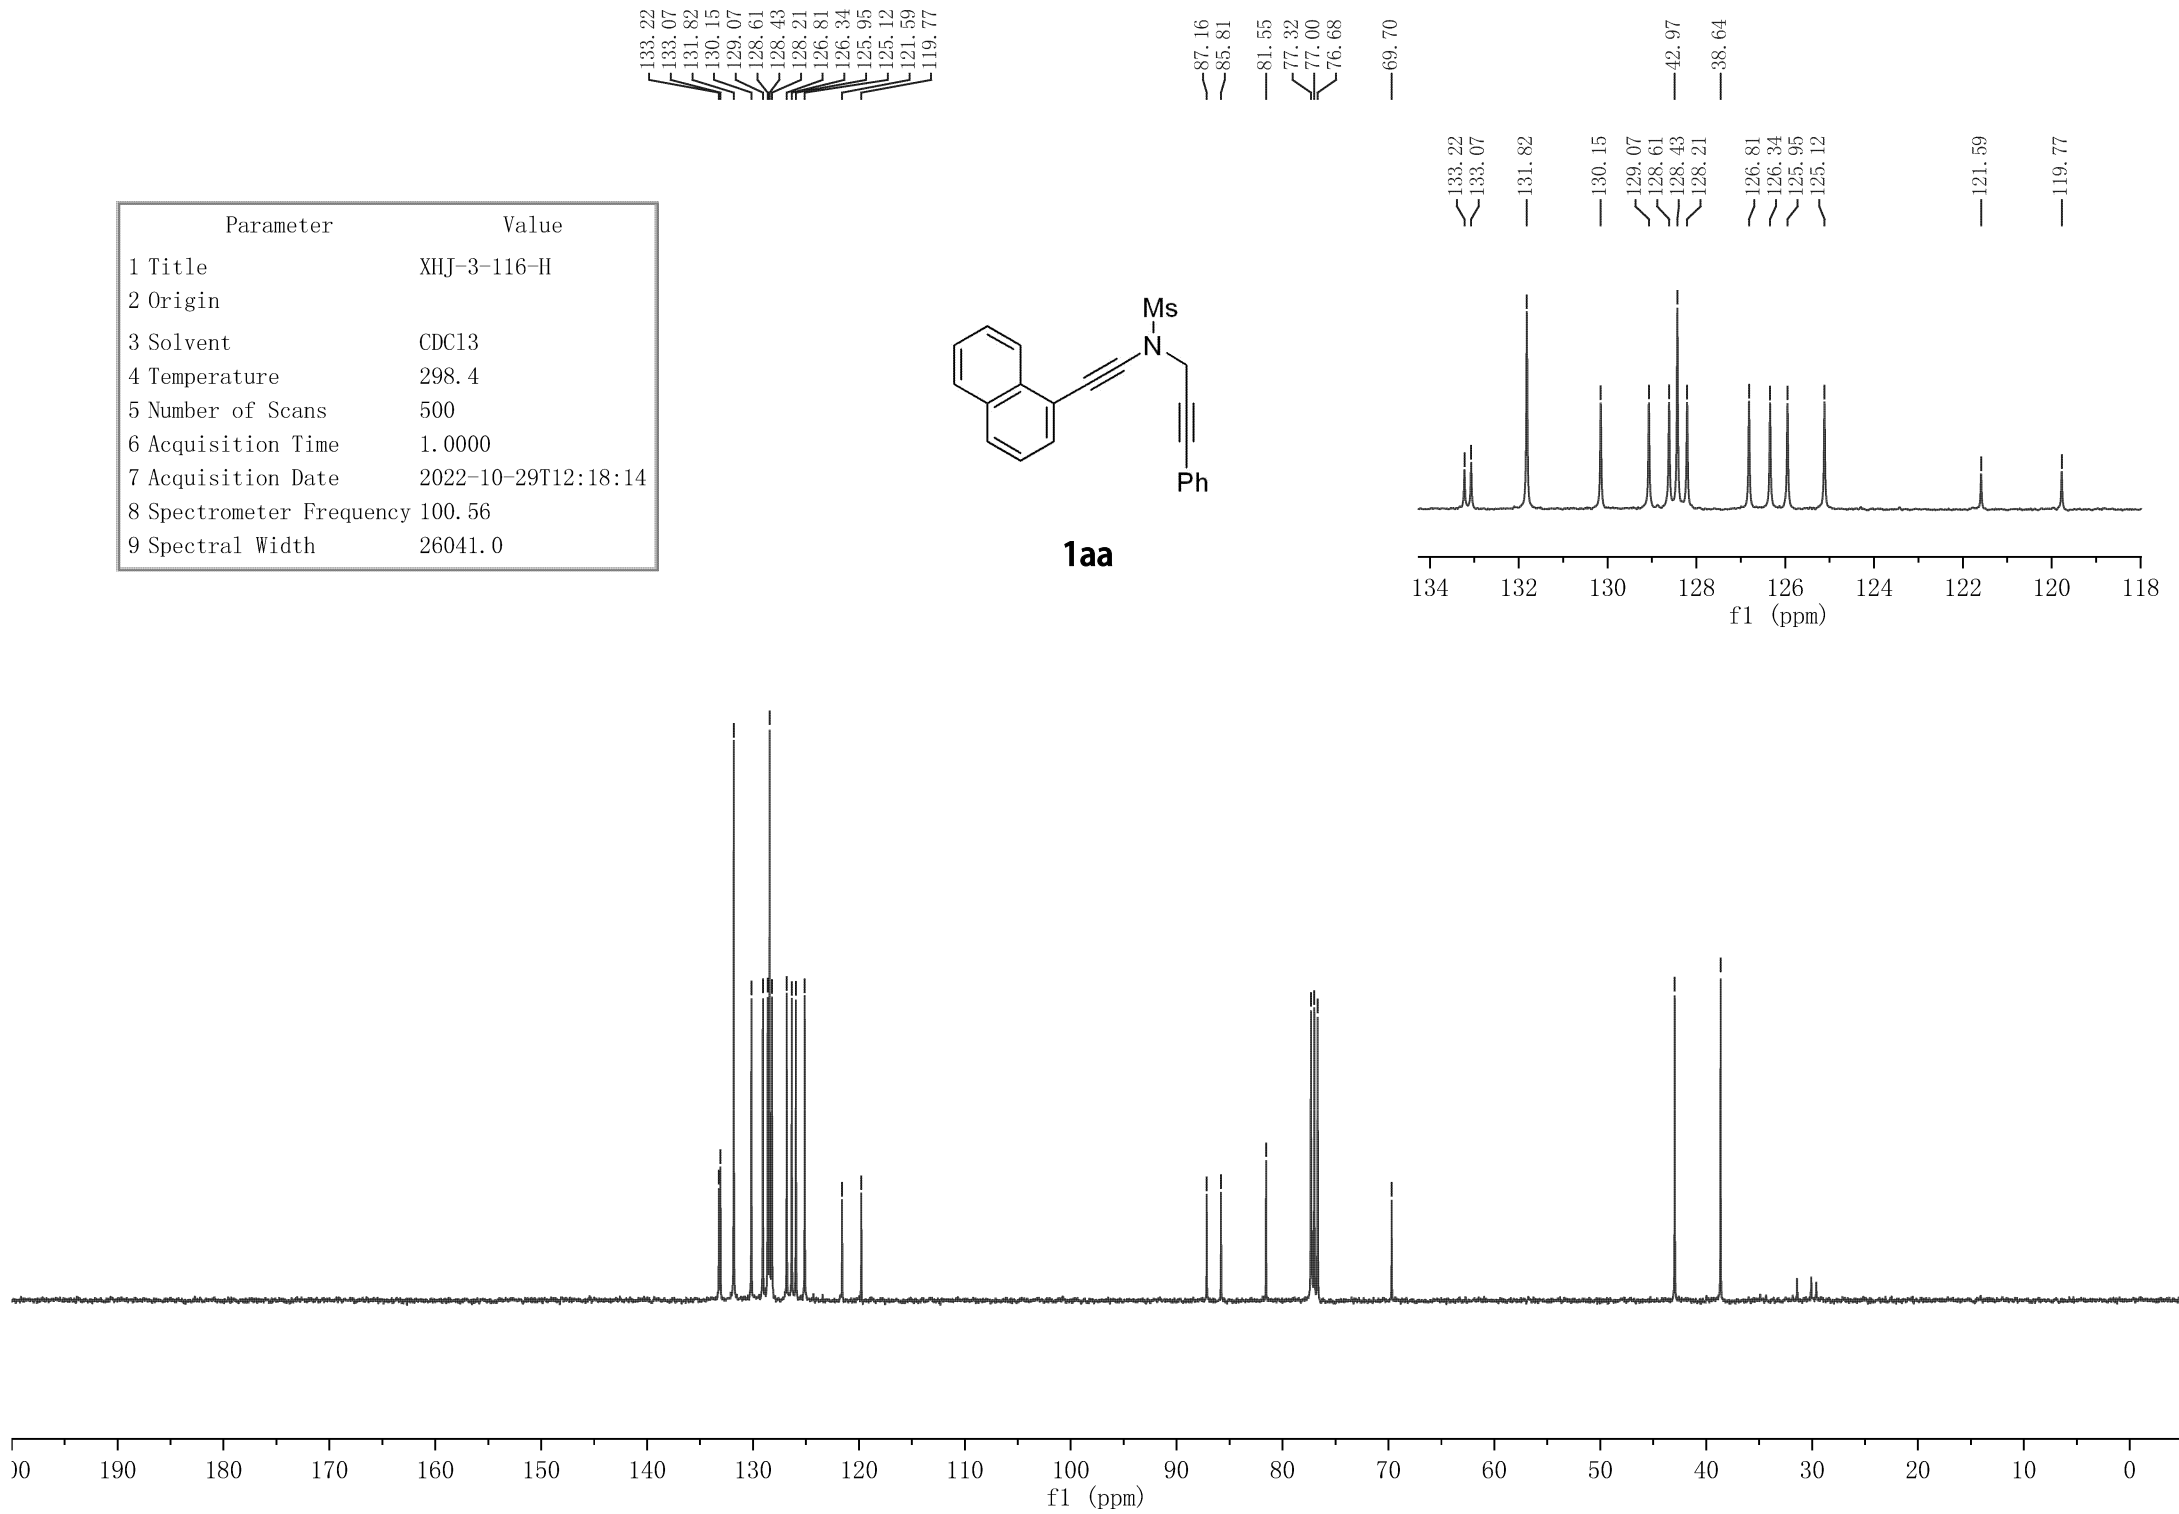 133.22
133.07
131.82
130.15
129.07
128.61
128.43
128.21
126.81
126.34
125.95
125.12
121.59
119.77
87.16
85.81
81.55
77.32
77.00
76.68
69.70
42.97
38.64
133.22
133.07
131.82
130.15
129.07
128.61
128.43
128.21
126.81
126.34
125.95
125.12
121.59
119.77
Parameter Value
1 Title XHJ-3-116-H
2 Origin
3 Solvent CDCl3
4 Temperature 298.4
5 Number of Scans 500
6 Acquisition Time 1.0000
7 Acquisition Date 2022-10-29T12:18:14
8 Spectrometer Frequency 100.56
9 Spectral Width 26041.0
Ms
N
Ph
1aa
134 132 130 128 126 124 122 120 118
f1 (ppm)
00 190 180 170 160 150 140 130 120 110 100 90 80 70 60 50 40 30 20 10 0
f1 (ppm)